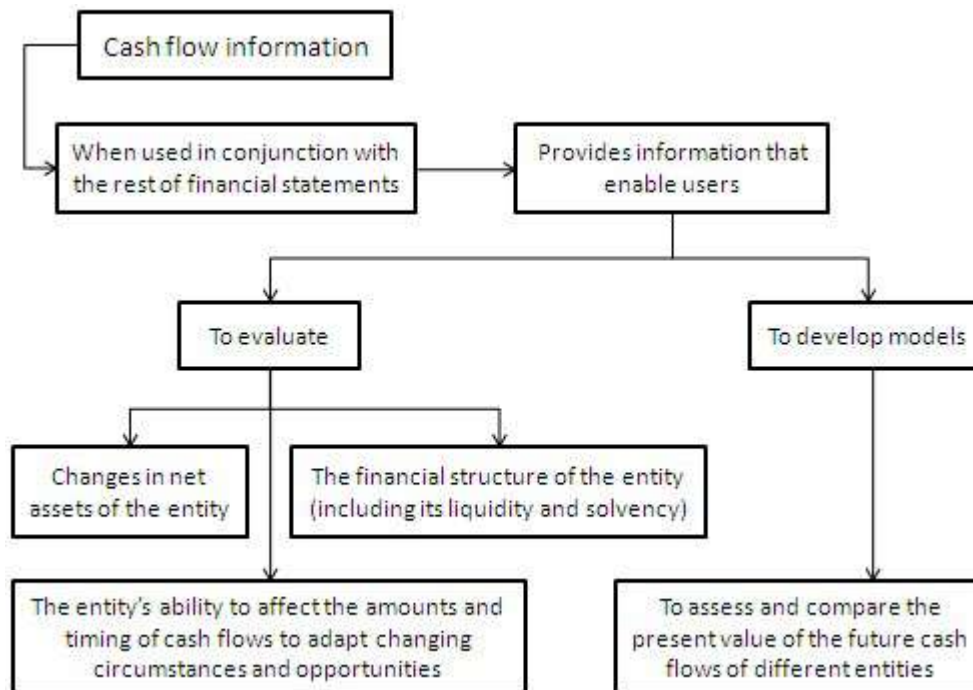 Cash flow information
When used in conjunction with
the rest of financial statements
Provides information that
enable users
To evaluate
To develop models
Changes in net
assets of the entity
The financial structure of the entity
(including its liquidity and solvency)
The entity's ability to affect the amounts and
timing of cash flows to adapt changing
circumstances and opportunities
To assess and compare the
present value of the future cash
flows of different entities